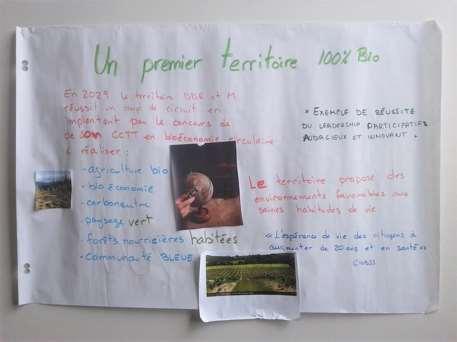 Un premier territoire 100% Bio
En 2029 le territoire DDE et M
réussit un coup de circuit en
implantant par le concours de
de son CCTT en bioéconomie circulaire
à réaliser :
- agriculture bio
- bio économie
- carboneutre
- paysage vert
- forêts nourricières habitées
- communauté BLEUE
" EXEMPLE DE RÉUSSITE
DU LEADERSHIP PARTICIPATIF,
AUDACIEUX ET INNOVANT "
Le territoire propose des
environnements favorables aux
saines habitudes de vie
« L'espérance de vie des citoyens à
augmenter de 20 ans et en santé »